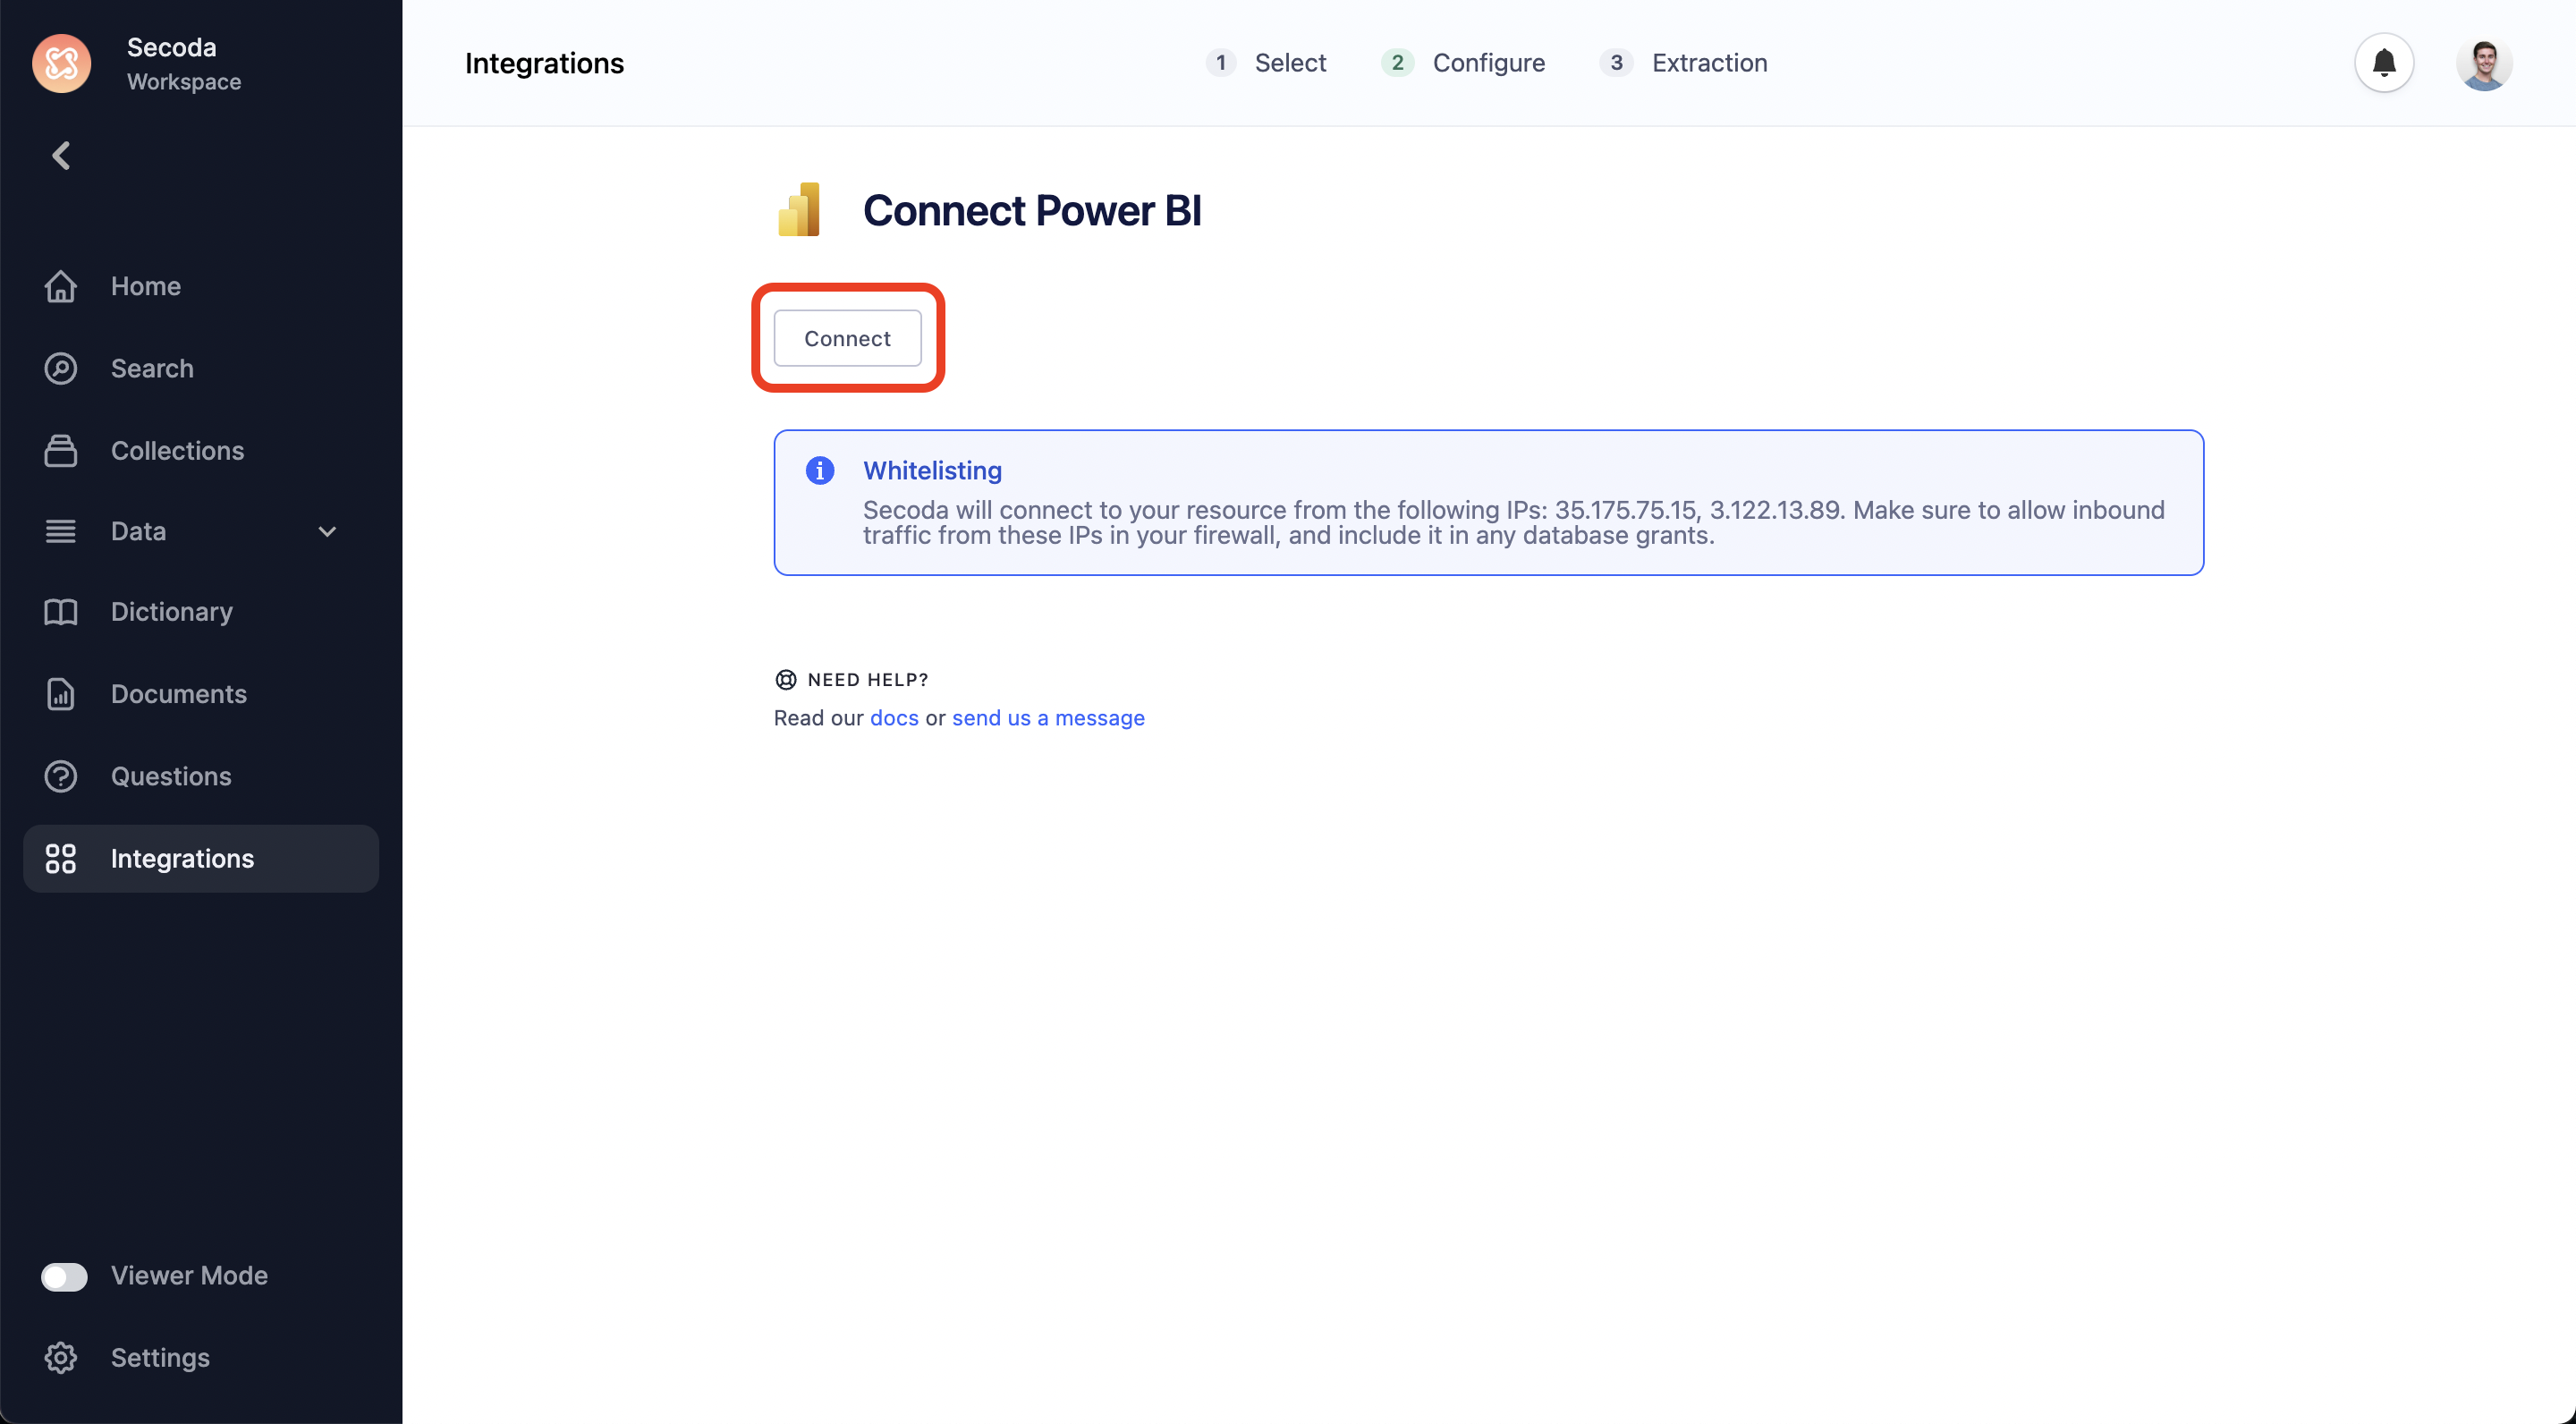 Secoda
Workspace
Home
Search
Collections
Data
Dictionary
Documents
Questions
Integrations
Viewer Mode
Settings
Integrations
1 Select
2 Configure
3 Extraction
Connect Power BI
Connect
Whitelisting
Secoda will connect to your resource from the following IPs: 35.175.75.15, 3.122.13.89. Make sure to allow inbound
traffic from these IPs in your firewall, and include it in any database grants.
NEED HELP?
Read our docs or send us a message